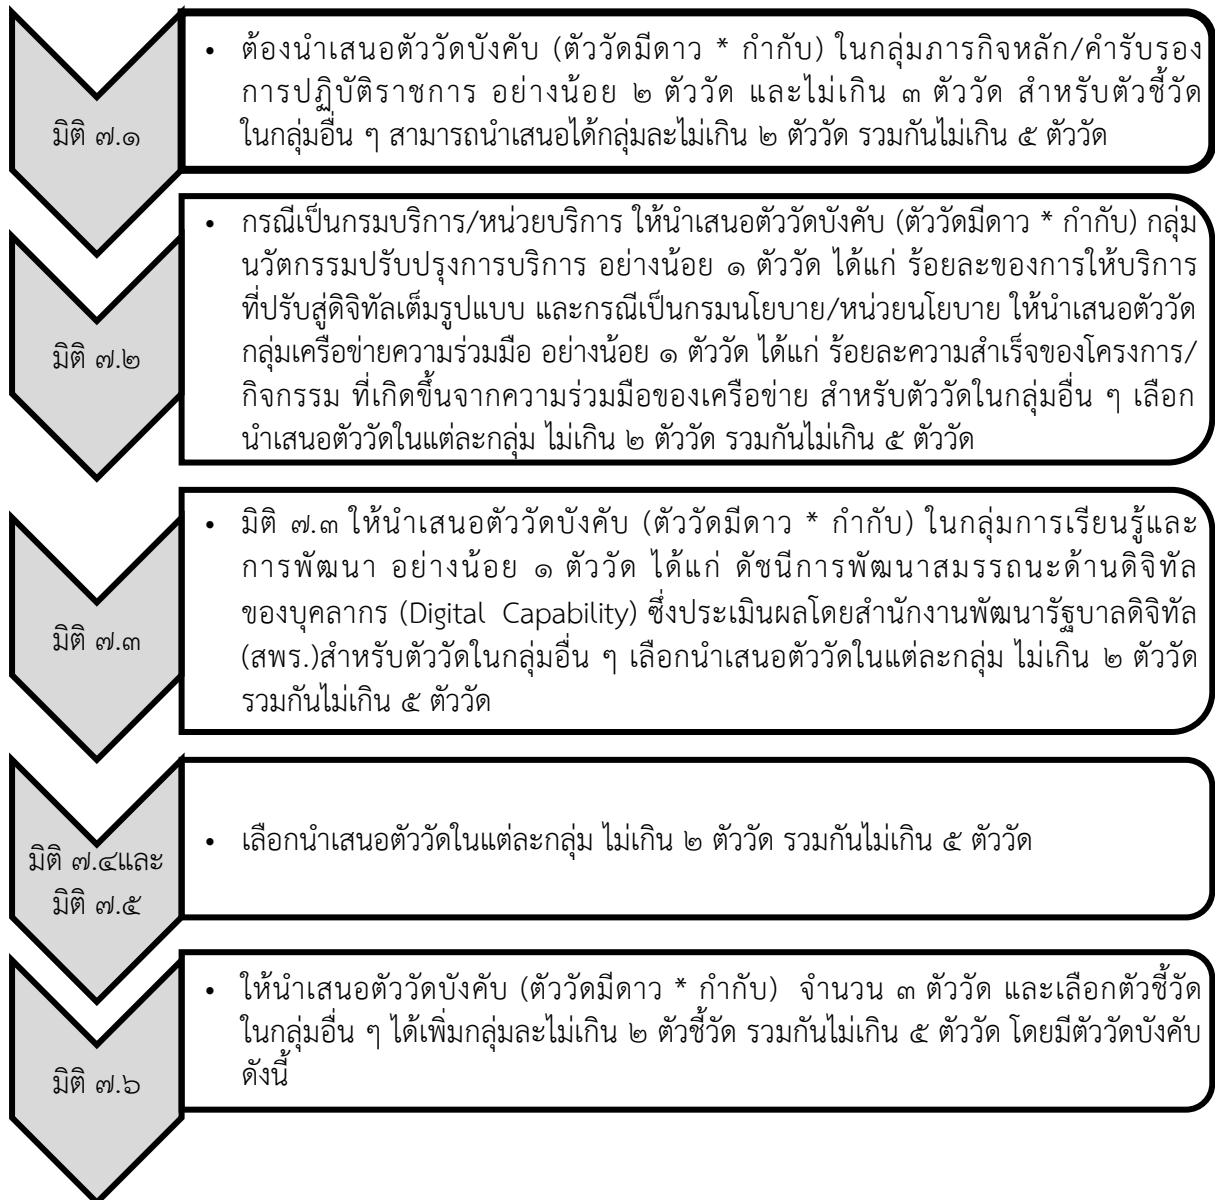 มิติ ๗.๑
• ต้องนำเสนอตัววัดบังคับ (ตัววัดมีดาว * กำกับ) ในกลุ่มภารกิจหลัก/คำรับรอง
การปฏิบัติราชการ อย่างน้อย ๒ ตัววัด และไม่เกิน ๓ ตัววัด สำหรับตัวชี้วัด
ในกลุ่มอื่น ๆ สามารถนำเสนอได้กลุ่มละไม่เกิน ๒ ตัววัด รวมกันไม่เกิน ๕ ตัววัด
มิติ ๗.๒
• กรณีเป็นกรมบริการ/หน่วยบริการ ให้นำเสนอตัววัดบังคับ (ตัววัดมีดาว * กำกับ) กลุ่ม
นวัตกรรมปรับปรุงการบริการ อย่างน้อย ๑ ตัววัด ได้แก่ ร้อยละของการให้บริการ
ที่ปรับสู่ดิจิทัลเต็มรูปแบบ และกรณีเป็นกรมนโยบาย/หน่วยนโยบาย ให้นำเสนอตัววัด
กลุ่มเครือข่ายความร่วมมือ อย่างน้อย ๑ ตัววัด ได้แก่ ร้อยละความสำเร็จของโครงการ/
กิจกรรม ที่เกิดขึ้นจากความร่วมมือของเครือข่าย สำหรับตัววัดในกลุ่มอื่น ๆ เลือก
นำเสนอตัววัดในแต่ละกลุ่ม ไม่เกิน ๒ ตัววัด รวมกันไม่เกิน ๕ ตัววัด
มิติ ๗.๓
• มิติ ๗.๓ ให้นำเสนอตัววัดบังคับ (ตัววัดมีดาว * กำกับ) ในกลุ่มการเรียนรู้และ
การพัฒนา อย่างน้อย ๑ ตัววัด ได้แก่ ดัชนีการพัฒนาสมรรถนะด้านดิจิทัล
ของบุคลากร (Digital Capability) ซึ่งประเมินผลโดยสำนักงานพัฒนารัฐบาลดิจิทัล
(สพร.)สำหรับตัววัดในกลุ่มอื่น ๆ เลือกนำเสนอตัววัดในแต่ละกลุ่ม ไม่เกิน ๒ ตัววัด
รวมกันไม่เกิน ๕ ตัววัด
มิติ ๗.๔และ
มิติ ๗.๕
• เลือกนำเสนอตัววัดในแต่ละกลุ่ม ไม่เกิน ๒ ตัววัด รวมกันไม่เกิน ๕ ตัววัด
มิติ ๗.๖
• ให้นำเสนอตัววัดบังคับ (ตัววัดมีดาว * กำกับ) จำนวน ๓ ตัววัด และเลือกตัวชี้วัด
ในกลุ่มอื่น ๆ ได้เพิ่มกลุ่มละไม่เกิน ๒ ตัวชี้วัด รวมกันไม่เกิน ๕ ตัววัด โดยมีตัววัดบังคับ
ดังนี้